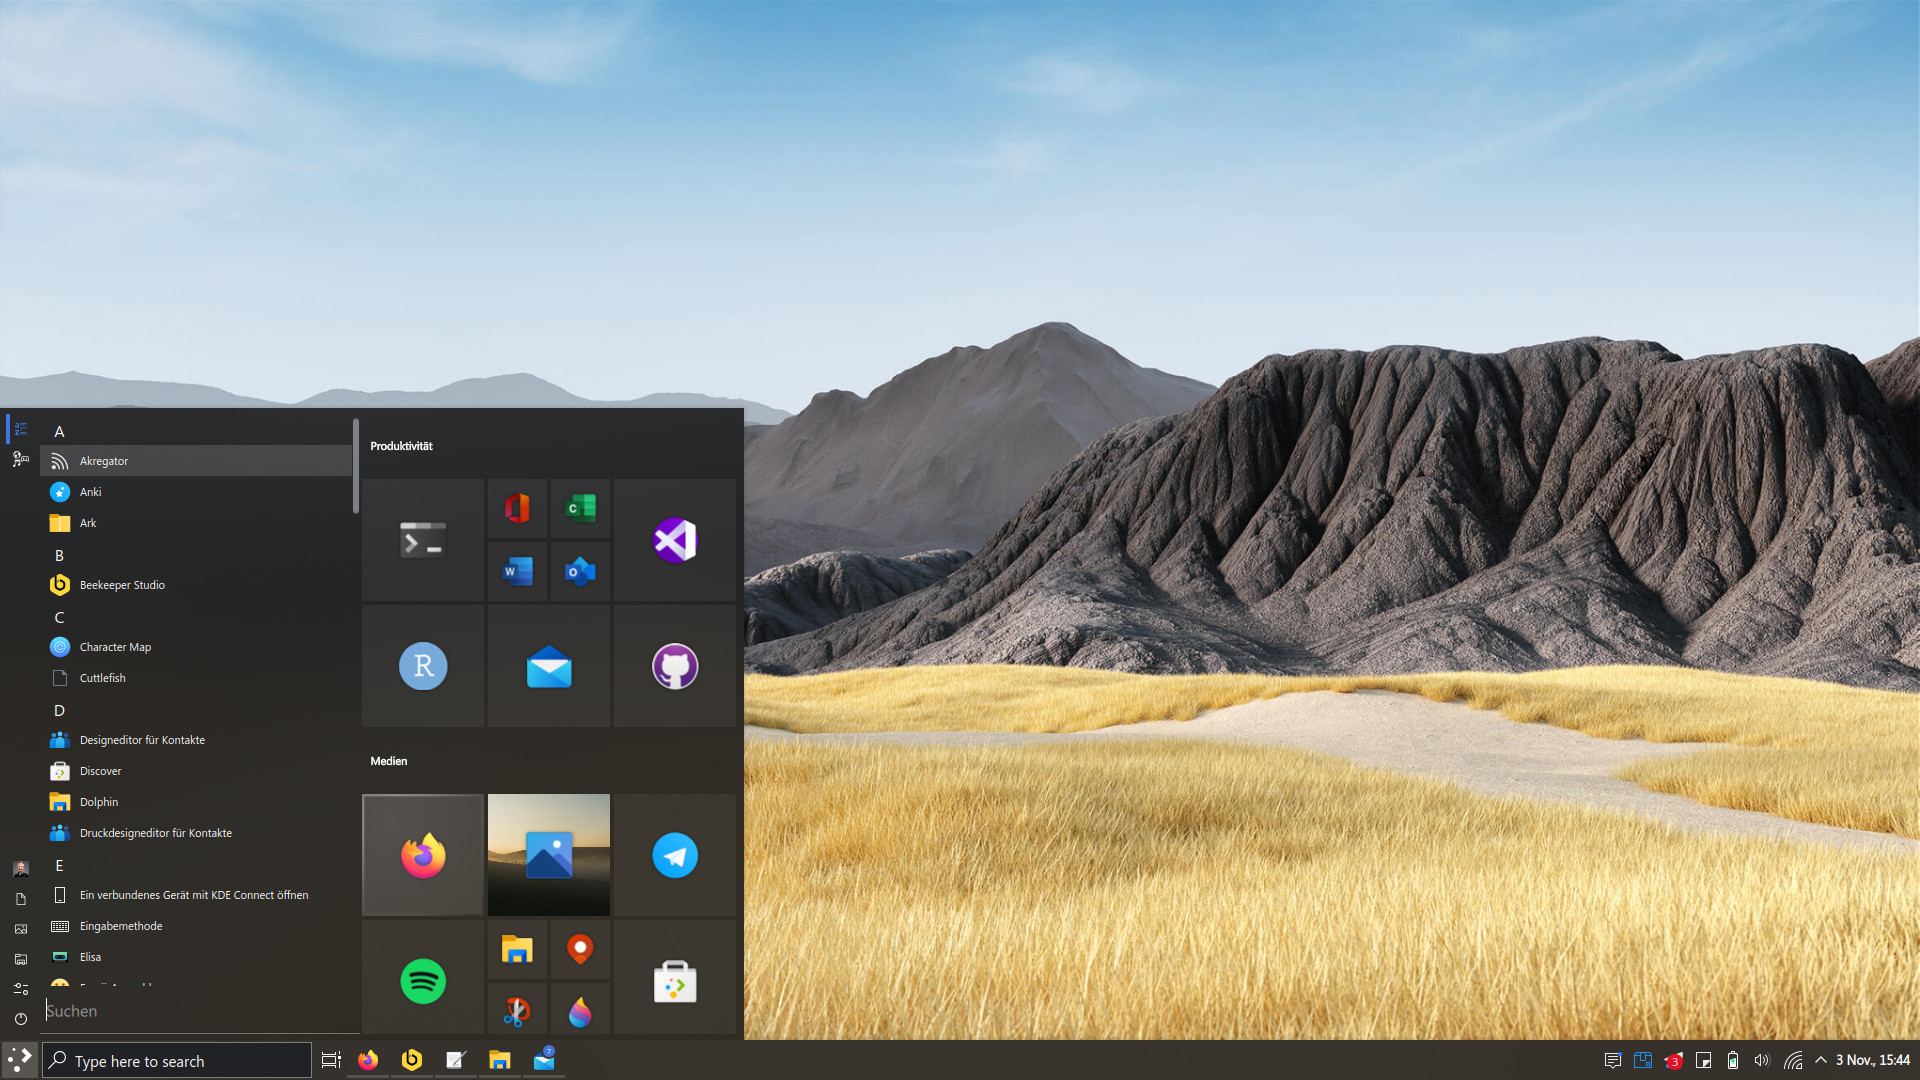 A
Akregator
Anki
Ark
B
Beekeeper Studio
C
Character Map
Cuttlefish
D
Designeditor für Kontakte
Discover
Dolphin
Druckdesigneditor für Kontakte
E
Ein verbundenes Gerät mit KDE Connect öffnen
Eingabemethode
Elisa
Suchen
Produktivität
C
W
O
R
Medien
Type here to search
7
3
3 Nov., 15:44